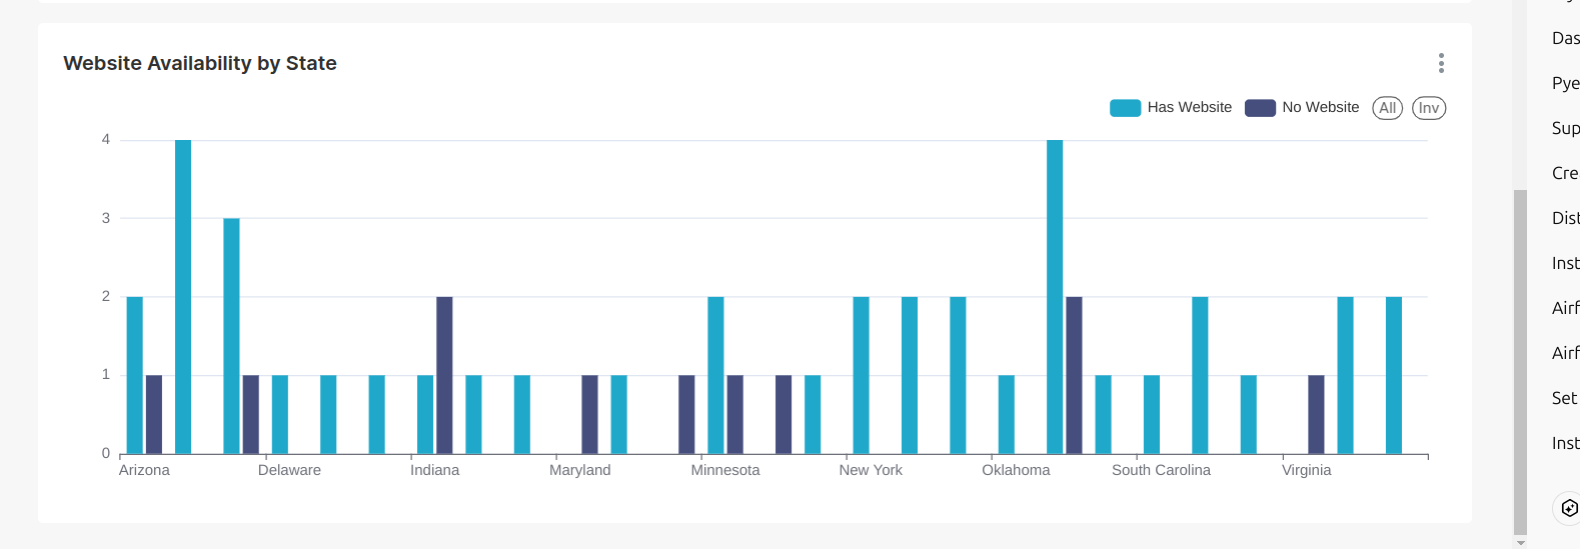 Website Availability by State
Has Website No Website All Inv
4
3
2
1
0
Arizona Delaware Indiana Maryland Minnesota New York Oklahoma South Carolina Virginia
Das
Pye
Sup
Cre
Dist
Inst
Airf
Airf
Set
Inst